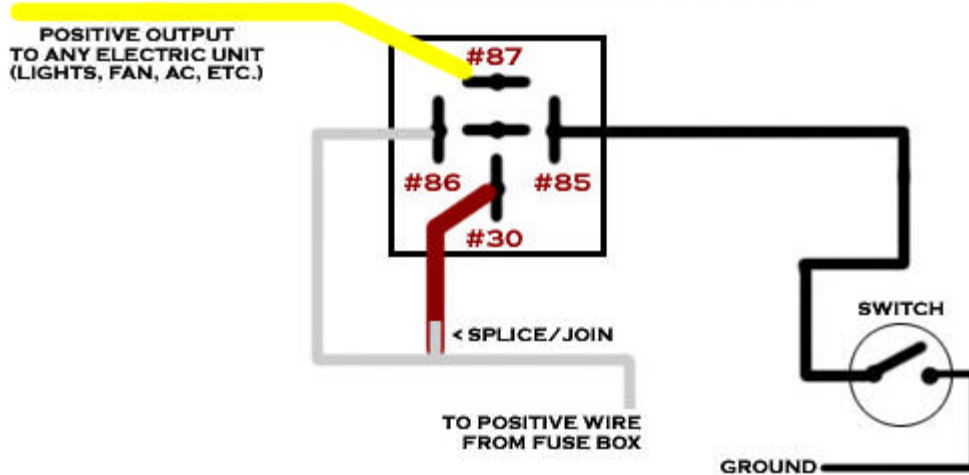 POSITIVE OUTPUT
TO ANY ELECTRIC UNIT
(LIGHTS, FAN, AC, ETC.)
#87
#86
#85
#30
< SPLICE/JOIN
SWITCH
TO POSITIVE WIRE
FROM FUSE BOX
GROUND